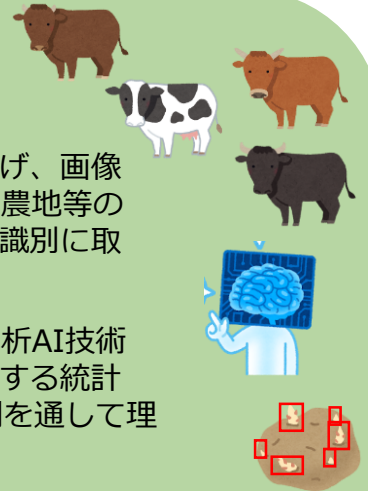 げ、画像
農地等の
識別に取
析AI技術
する統計
を通して理